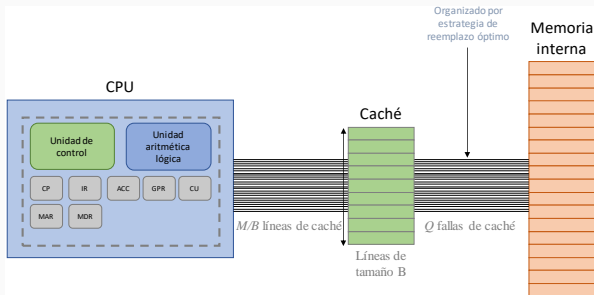 Organizado por
estrategia de
reemplazo óptimo
Memoria
interna
CPU
Caché
Unidad de
control
Unidad
aritmética
lógica
CP
IR
ACC
GPR
CU
MAR
MDR
M/B líneas de caché
Q fallas de caché
Líneas de
tamaño B